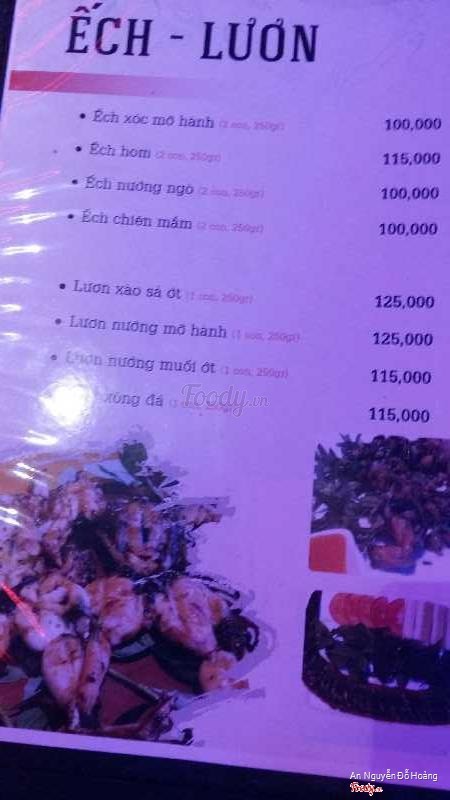 ẾCH - LƯƠN
• Ếch xóc mỡ hành (2 con, 250gr) 100,000
• Ếch hom (2 con, 250gr) 115,000
• Ếch nướng ngò (2 con, 250gr) 100,000
• Ếch chiên mắm (2 con, 250gr) 100,000
• Lươn xào sả ớt (1 con, 250gr) 125,000
• Lươn nướng mỡ hành (1 con, 250gr) 125,000
• Lươn nướng muối ớt (1 con, 250gr) 115,000
xông đá (1 con, 250gr) 115,000
Foody.vn
An Nguyễn Đỗ Hoàng
Foody.vn